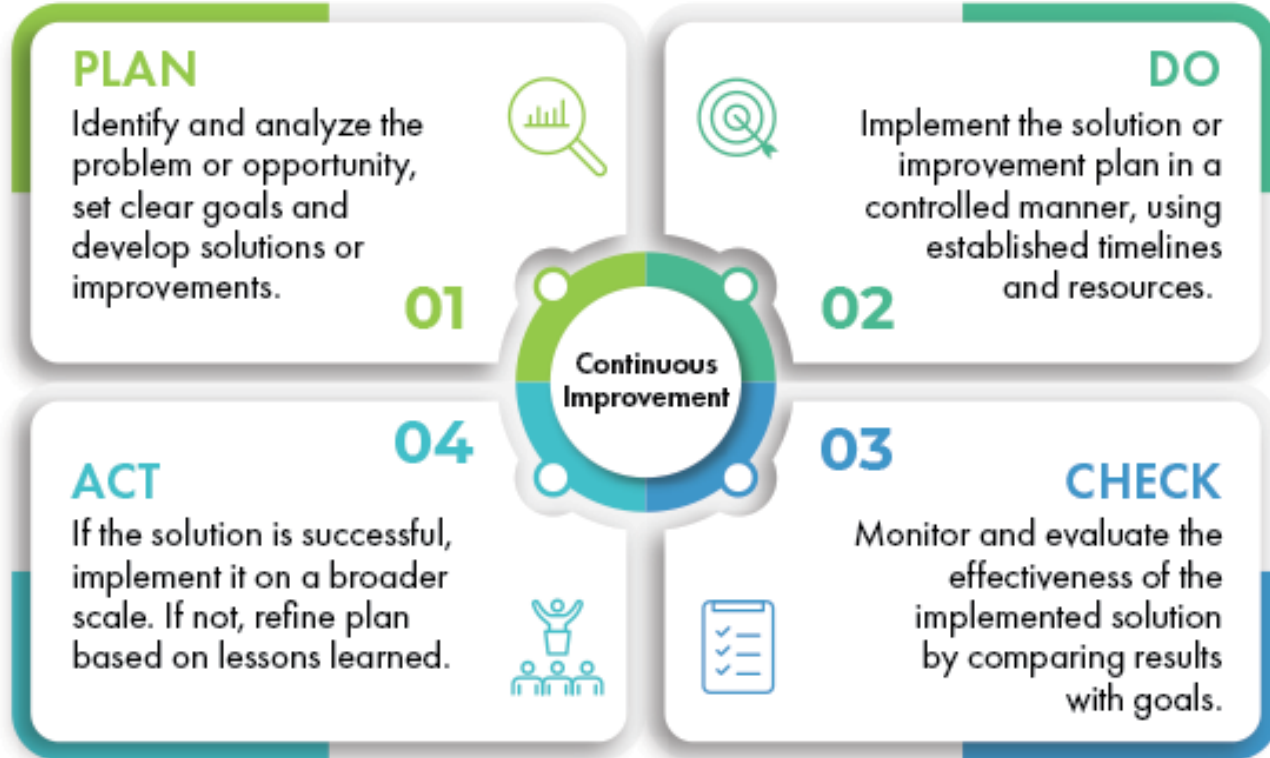 PLAN
Identify and analyze the
problem or opportunity,
set clear goals and
develop solutions or
improvements.
01
DO
Implement the solution or
improvement plan in a
controlled manner, using
established timelines
and resources.
02
Continuous
Improvement
03
CHECK
Monitor and evaluate the
effectiveness of the
implemented solution
by comparing results
with goals.
04
ACT
If the solution is successful,
implement it on a broader
scale. If not, refine plan
based on lessons learned.